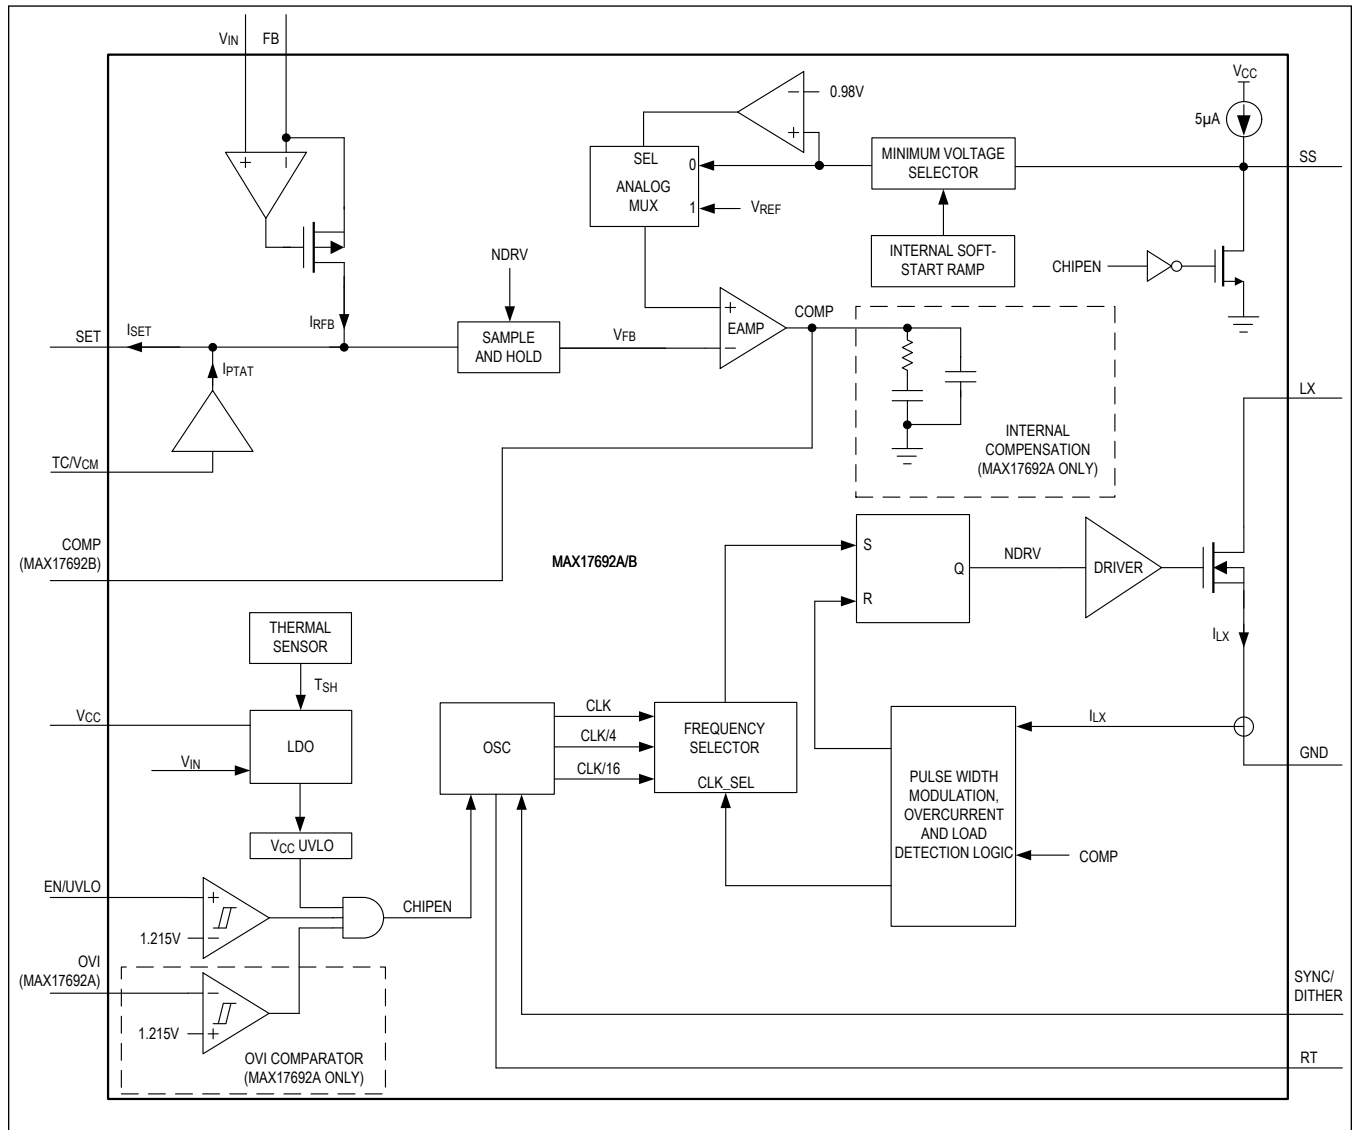 VIN
FB
VCC
0.98V
5µA
SS
SEL
ANALOG
MUX
0
1
VREF
MINIMUM VOLTAGE
SELECTOR
INTERNAL SOFT-
START RAMP
CHIPEN
NDRV
COMP
EAMP
SET
ISET
IRFB
SAMPLE
AND HOLD
VFB
IPTAT
LX
INTERNAL
COMPENSATION
(MAX17692A ONLY)
TC/VCM
COMP
(MAX17692B)
MAX17692A/B
S
R
Q
NDRV
DRIVER
THERMAL
SENSOR
TSH
ILX
VCC
LDO
VIN
OSC
CLK
CLK/4
CLK/16
FREQUENCY
SELECTOR
CLK_SEL
ILX
GND
PULSE WIDTH
MODULATION,
OVERCURRENT
AND LOAD
DETECTION LOGIC
COMP
VCC UVLO
EN/UVLO
1.215V
CHIPEN
OVI
(MAX17692A)
1.215V
OVI COMPARATOR
(MAX17692A ONLY)
SYNC/
DITHER
RT